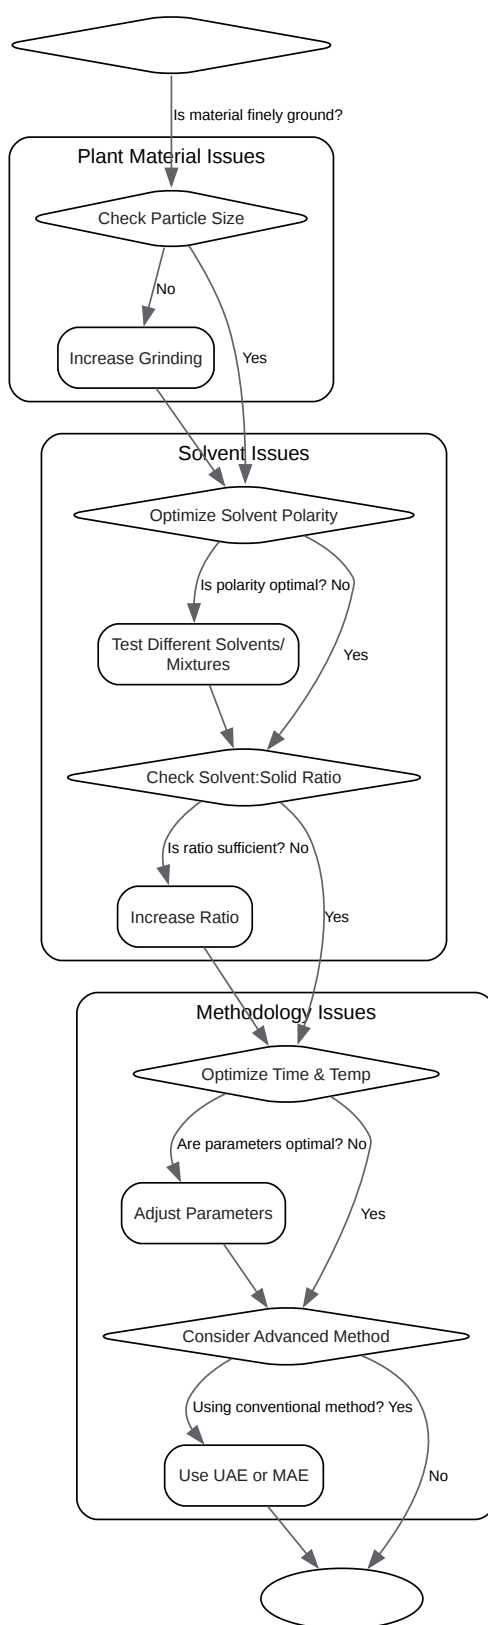 Is material finely ground?
Plant Material Issues
Check Particle Size
No
Increase Grinding
Yes
Solvent Issues
Optimize Solvent Polarity
Is polarity optimal? No
Test Different Solvents/
Mixtures
Yes
Check Solvent:Solid Ratio
Is ratio sufficient? No
Increase Ratio
Yes
Methodology Issues
Optimize Time & Temp
Are parameters optimal? No
Adjust Parameters
Yes
Consider Advanced Method
Using conventional method? Yes
Use UAE or MAE
No